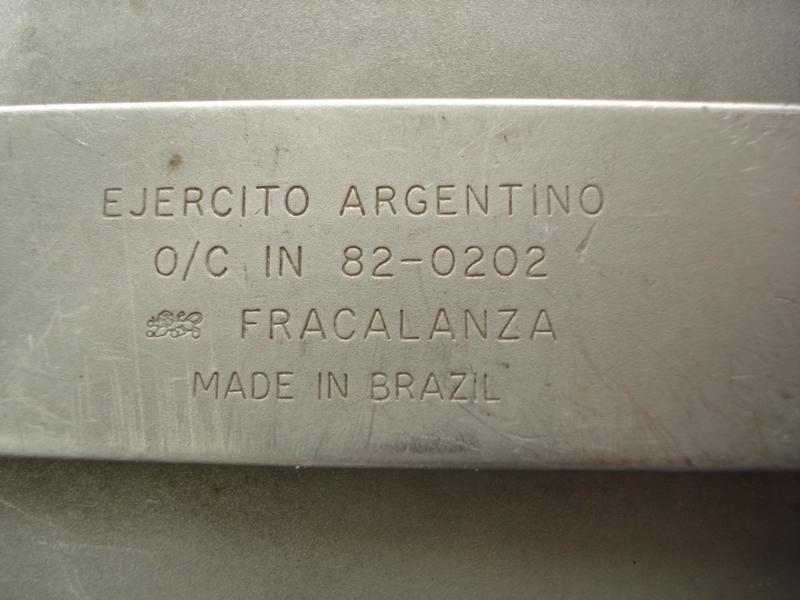 EJERCITO ARGENTINO
O/C IN 82-0202
FRACALANZA
MADE IN BRAZIL